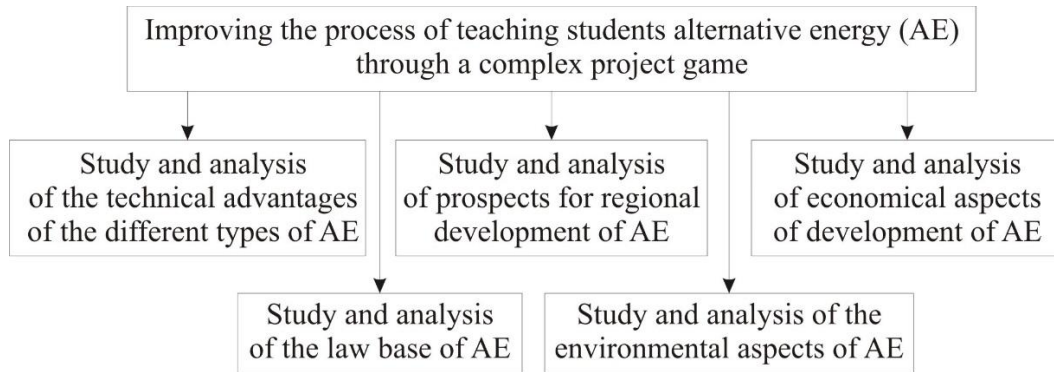 Improving the process of teaching students alternative energy (AE)
through a complex project game
Study and analysis
of the technical advantages
of the different types of AE
Study and analysis
of prospects for regional
development of AE
Study and analysis
of economical aspects
of development of AE
Study and analysis
of the law base of AE
Study and analysis of the
environmental aspects of AE